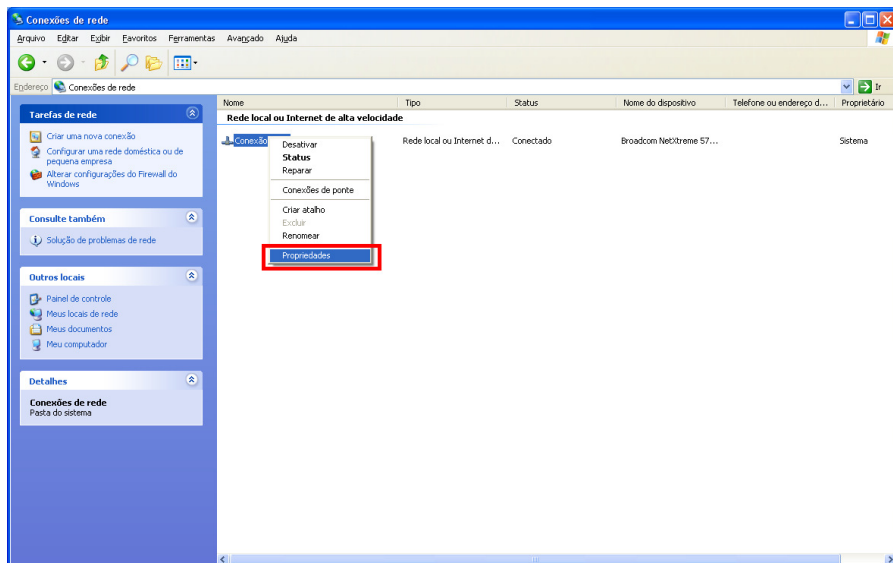 Conexões de rede
Arquivo Editar Exibir Favoritos Ferramentas Avançado Ajuda
Endereço Conexões de rede Ir
Nome Tipo Status Nome do dispositivo Telefone ou endereço d... Proprietário
Rede local ou Internet de alta velocidade
Conexão Rede local ou Internet d... Conectado Broadcom NetXtreme 57... Sistema
Desativar
Status
Reparar
Conexões de ponte
Criar atalho
Excluir
Renomear
Propriedades
Tarefas de rede
Criar uma nova conexão
Configurar uma rede doméstica ou de
pequena empresa
Alterar configurações do Firewall do
Windows
Consulte também
Solução de problemas de rede
Outros locais
Painel de controle
Meus locais de rede
Meus documentos
Meu computador
Detalhes
Conexões de rede
Pasta do sistema